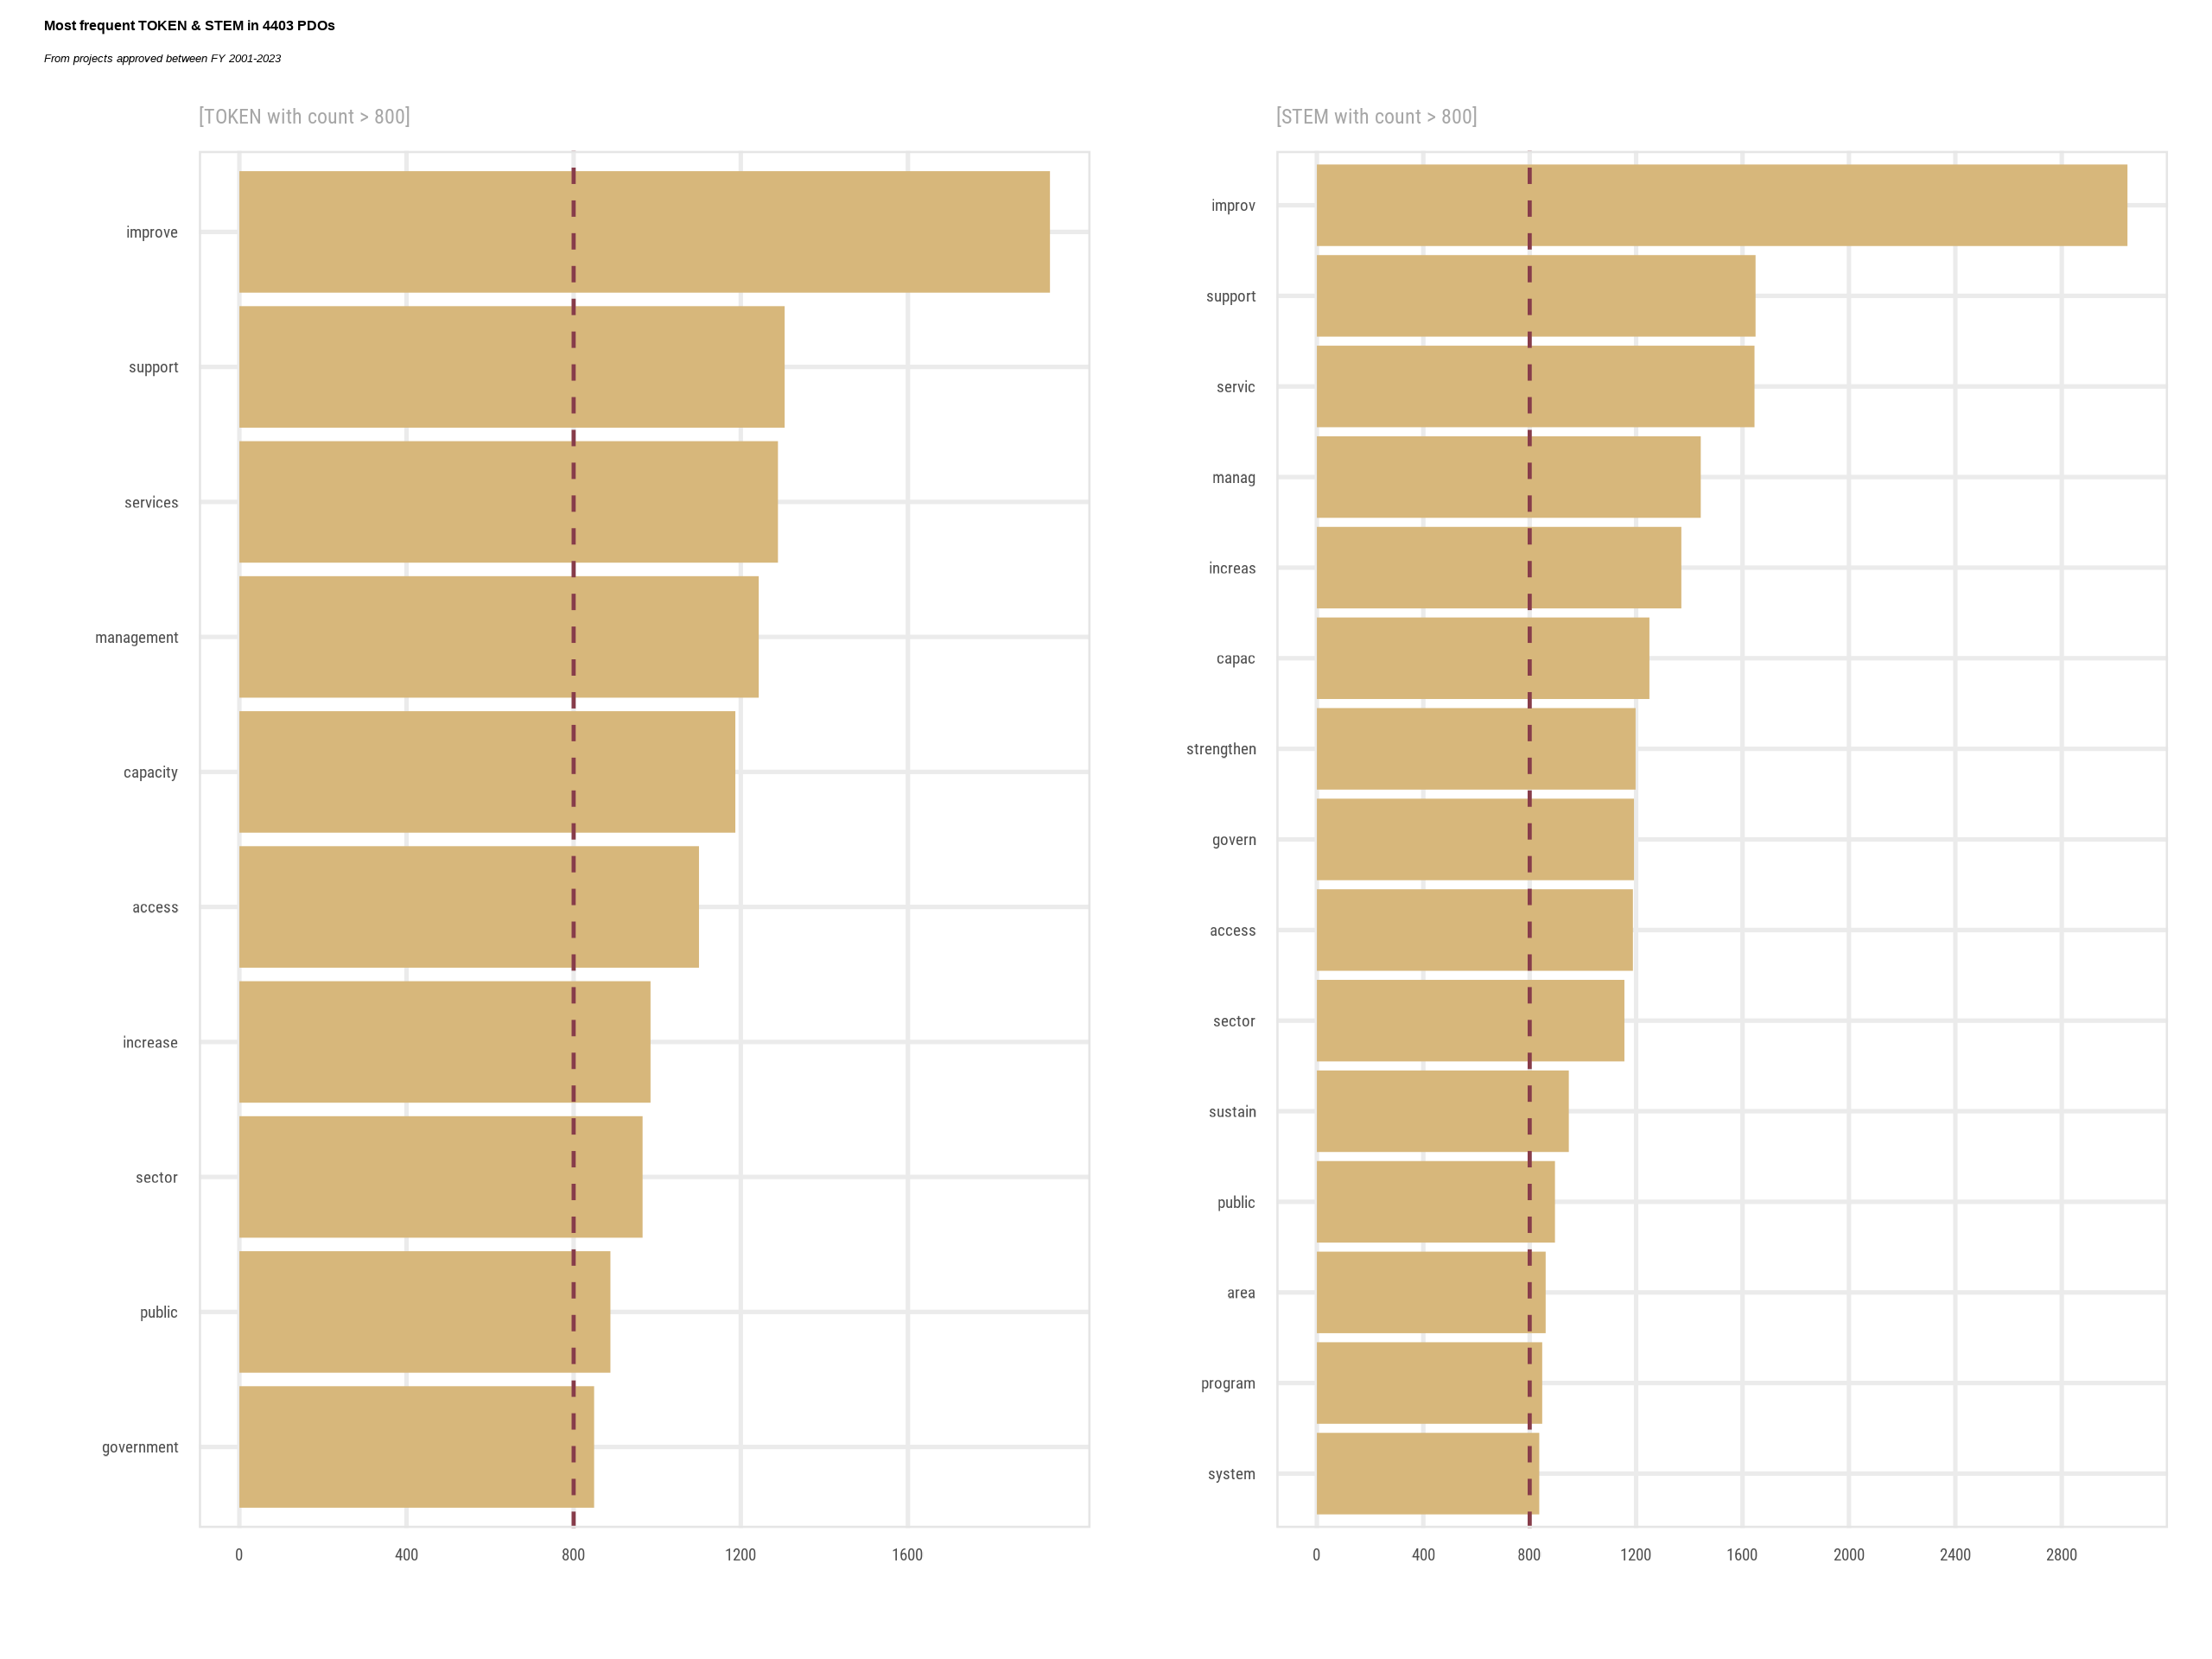 Most frequent TOKEN & STEM in 4403 PDOs
From projects approved between FY 2001-2023
[TOKEN with count > 800]
improve
support
services
management
capacity
access
increase
sector
public
government
0 400 800 1200 1600
[STEM with count > 800]
improv
support
servic
manag
increas
capac
strengthen
govern
access
sector
sustain
public
area
program
system
0 400 800 1200 1600 2000 2400 2800